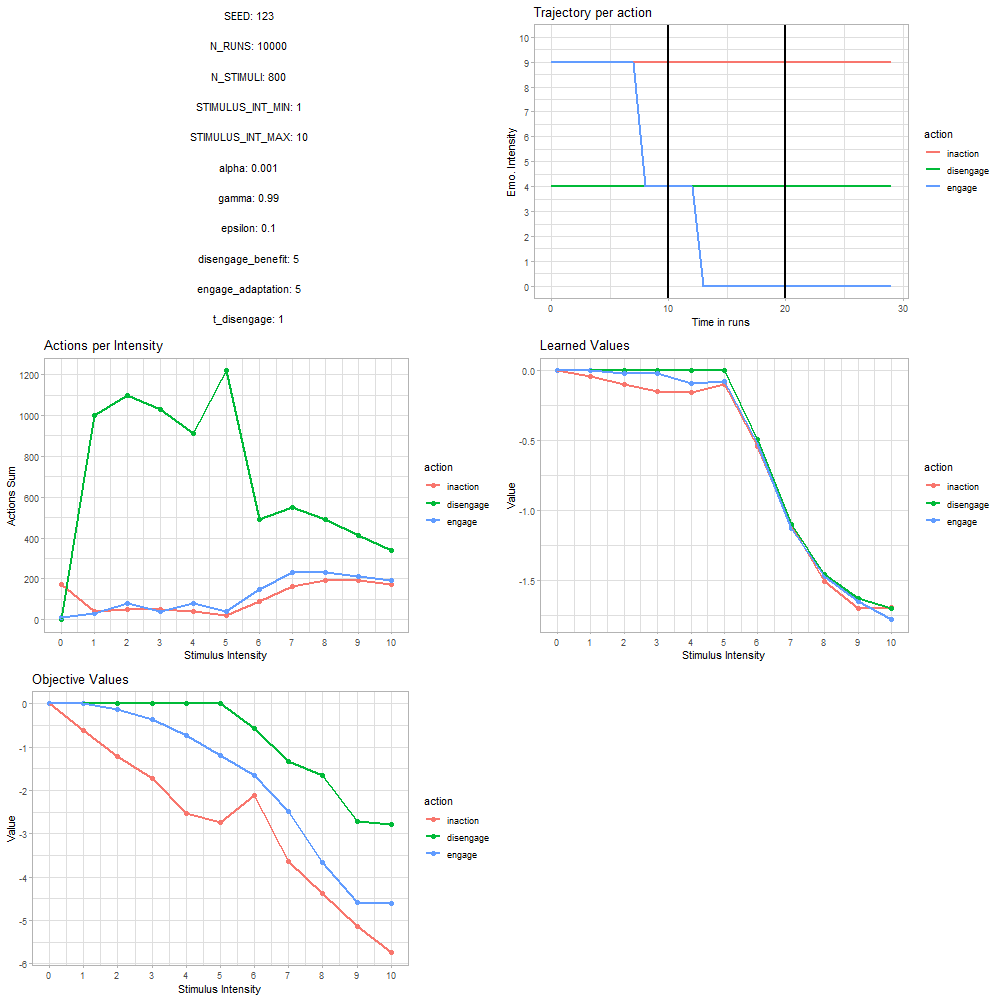 SEED: 123
N_RUNS: 10000
N_STIMULI: 800
STIMULUS_INT_MIN: 1
STIMULUS_INT_MAX: 10
alpha: 0.001
gamma: 0.99
epsilon: 0.1
disengage_benefit: 5
engage_adaptation: 5
t_disengage: 1
Trajectory per action
Emo. Intensity
10
9
8
7
6
5
4
3
2
1
0
0 10 20 30
Time in runs
action
inaction
disengage
engage
Actions per Intensity
Actions Sum
1200
1000
800
600
400
200
0
0 1 2 3 4 5 6 7 8 9 10
Stimulus Intensity
action
inaction
disengage
engage
Learned Values
Value
0.0
-0.5
-1.0
-1.5
0 1 2 3 4 5 6 7 8 9 10
Stimulus Intensity
action
inaction
disengage
engage
Objective Values
Value
0
-1
-2
-3
-4
-5
-6
0 1 2 3 4 5 6 7 8 9 10
Stimulus Intensity
action
inaction
disengage
engage